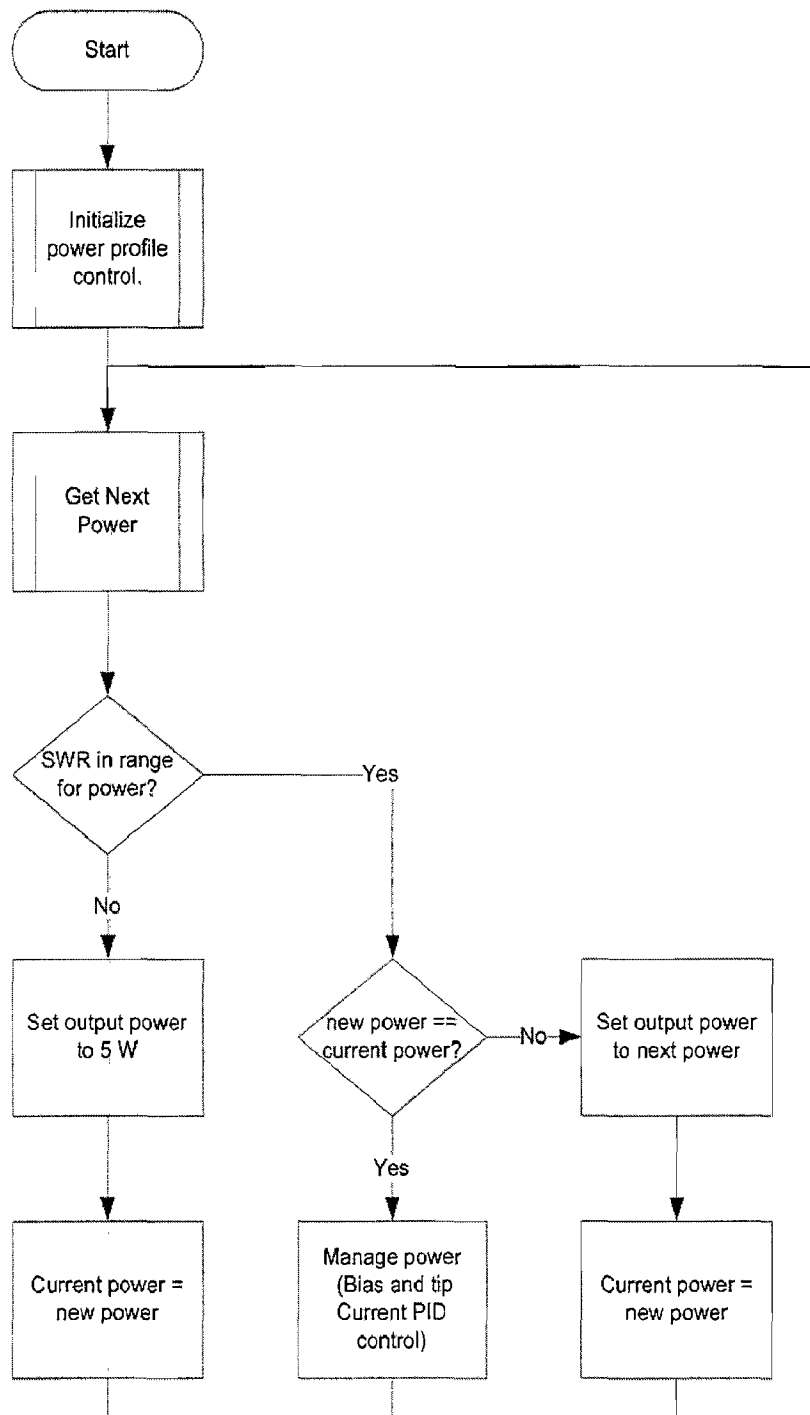 Start
Initialize
power profile
control.
Get Next
Power
SWR in range
for power?
Yes
No
Set output power
to 5 W
new power ==
current power?
No
Set output power
to next power
Yes
Current power =
new power
Manage power
(Bias and tip
Current PID
control)
Current power =
new power